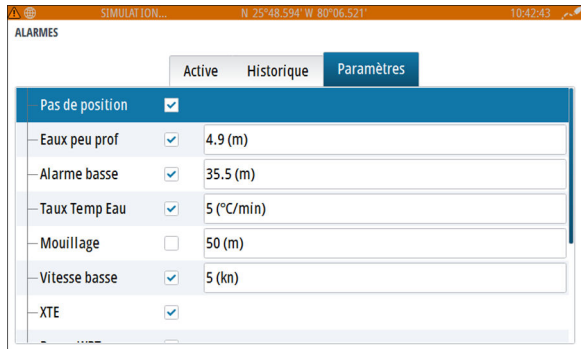 SIMULATION... N 25°48.594' W 80°06.521' 10:42:43
ALARMES
Active Historique Paramètres
Pas de position
Eaux peu prof 4.9 (m)
Alarme basse 35.5 (m)
Taux Temp Eau 5 (°C/min)
Mouillage 50 (m)
Vitesse basse 5 (kn)
XTE